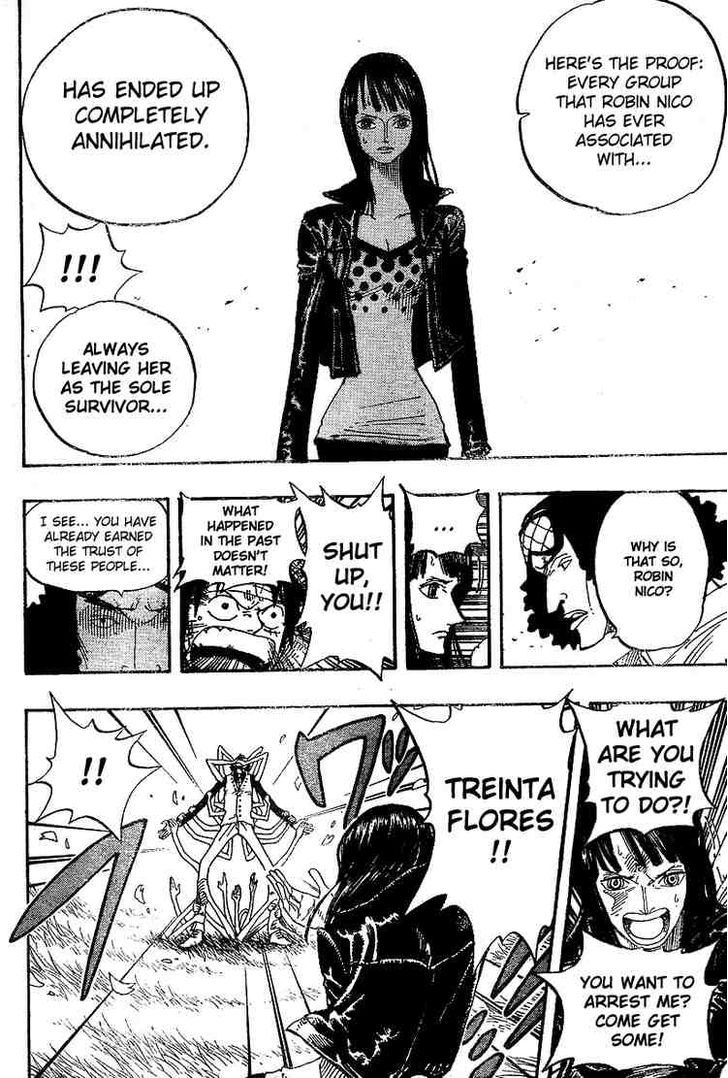 HERE'S THE PROOF:
EVERY GROUP
THAT ROBIN NICO
HAS EVER
ASSOCIATED
WITH...
HAS ENDED UP
COMPLETELY
ANNIHILATED.
!!!
ALWAYS
LEAVING HER
AS THE SOLE
SURVIVOR...
WHY IS
THAT SO,
ROBIN
NICO?
...
SHUT
UP,
YOU!!
WHAT
HAPPENED
IN THE PAST
DOESN'T
MATTER!
I SEE... YOU HAVE
ALREADY EARNED
THE TRUST OF
THESE PEOPLE...
WHAT
ARE YOU
TRYING
TO DO?!
YOU WANT TO
ARREST ME?
COME GET
SOME!
TREINTA
FLORES
!!
!!